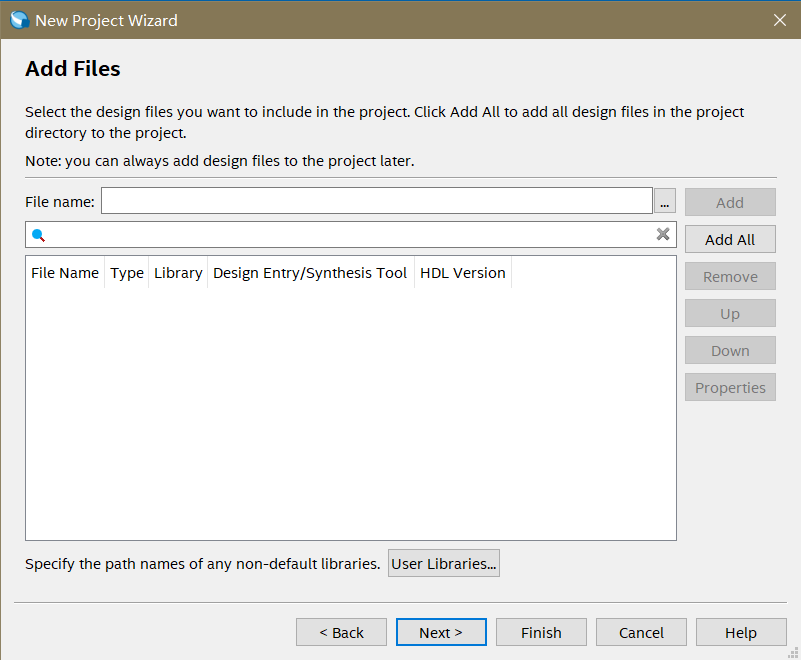 New Project Wizard
Add Files
Select the design files you want to include in the project. Click Add All to add all design files in the project
directory to the project.
Note: you can always add design files to the project later.
File name: ... Add
Add All
File Name Type Library Design Entry/Synthesis Tool HDL Version
Remove
Up
Down
Properties
Specify the path names of any non-default libraries. User Libraries...
< Back Next > Finish Cancel Help